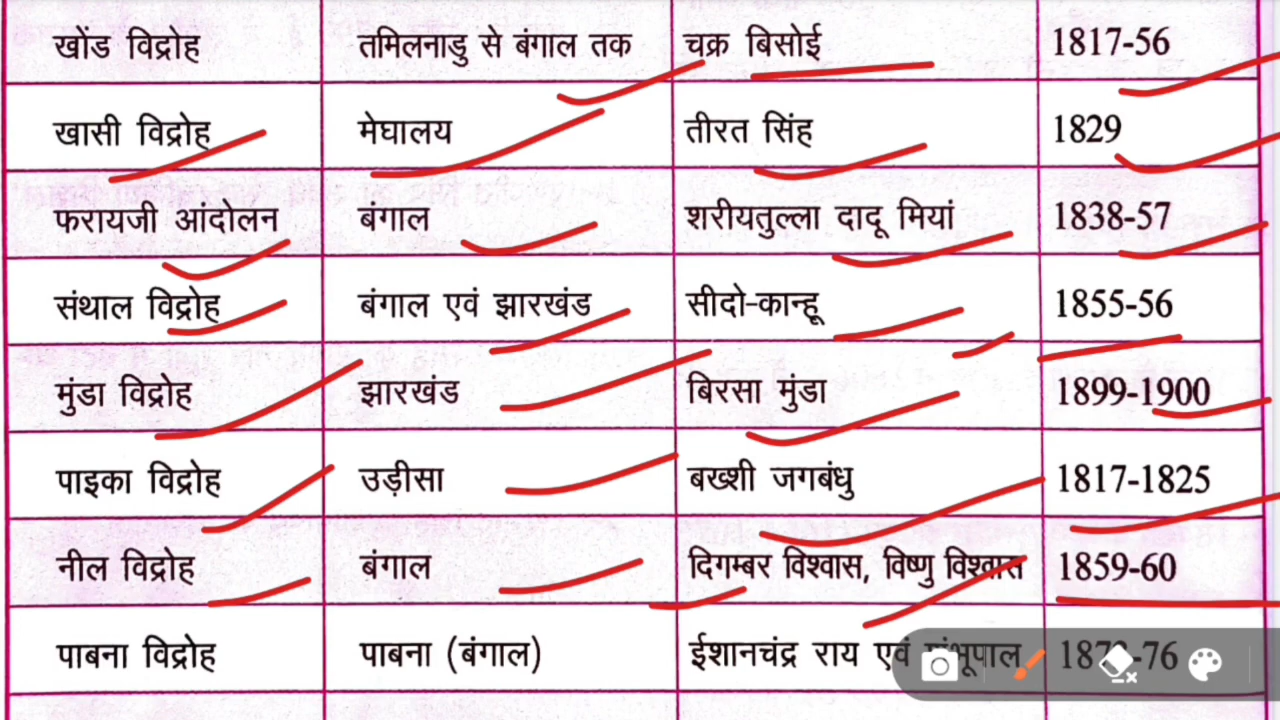 खोंड विद्रोह तमिलनाडु से बंगाल तक चक्र बिसोई 1817-56
खासी विद्रोह मेघालय तीरत सिंह 1829
फरायजी आंदोलन बंगाल शरीयतुल्ला दादू मियां 1838-57
संथाल विद्रोह बंगाल एवं झारखंड सीदो-कान्हू 1855-56
मुंडा विद्रोह झारखंड बिरसा मुंडा 1899-1900
पाइका विद्रोह उड़ीसा बख्शी जगबंधु 1817-1825
नील विद्रोह बंगाल दिगम्बर विश्वास, विष्णु विश्वास 1859-60
पाबना विद्रोह पाबना (बंगाल) ईशानचंद्र राय एवं